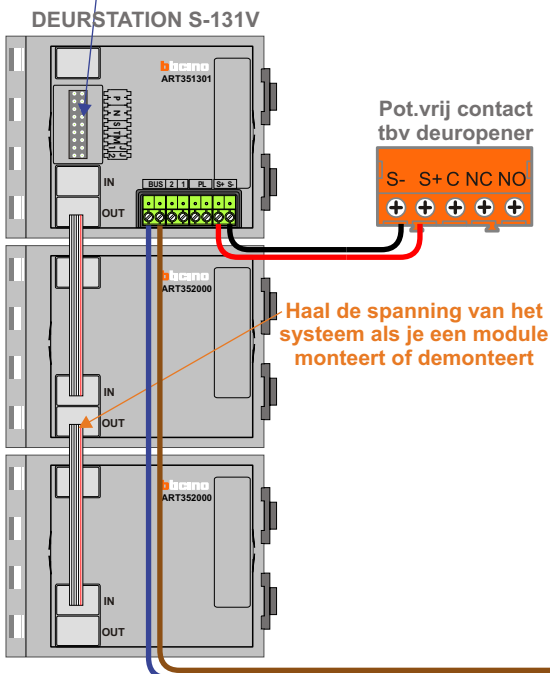 DEURSTATION S-131V
bticino
ART351301
P
N
S
T
M
J1
J2
IN
OUT
BUS 2 1 PL S+ S-
Pot.vrij contact
tbv deuropener
S- S+ C NC NO
bticino
ART352000
IN
OUT
Haal de spanning van het
systeem als je een module
monteert of demonteert
bticino
ART352000
IN
OUT